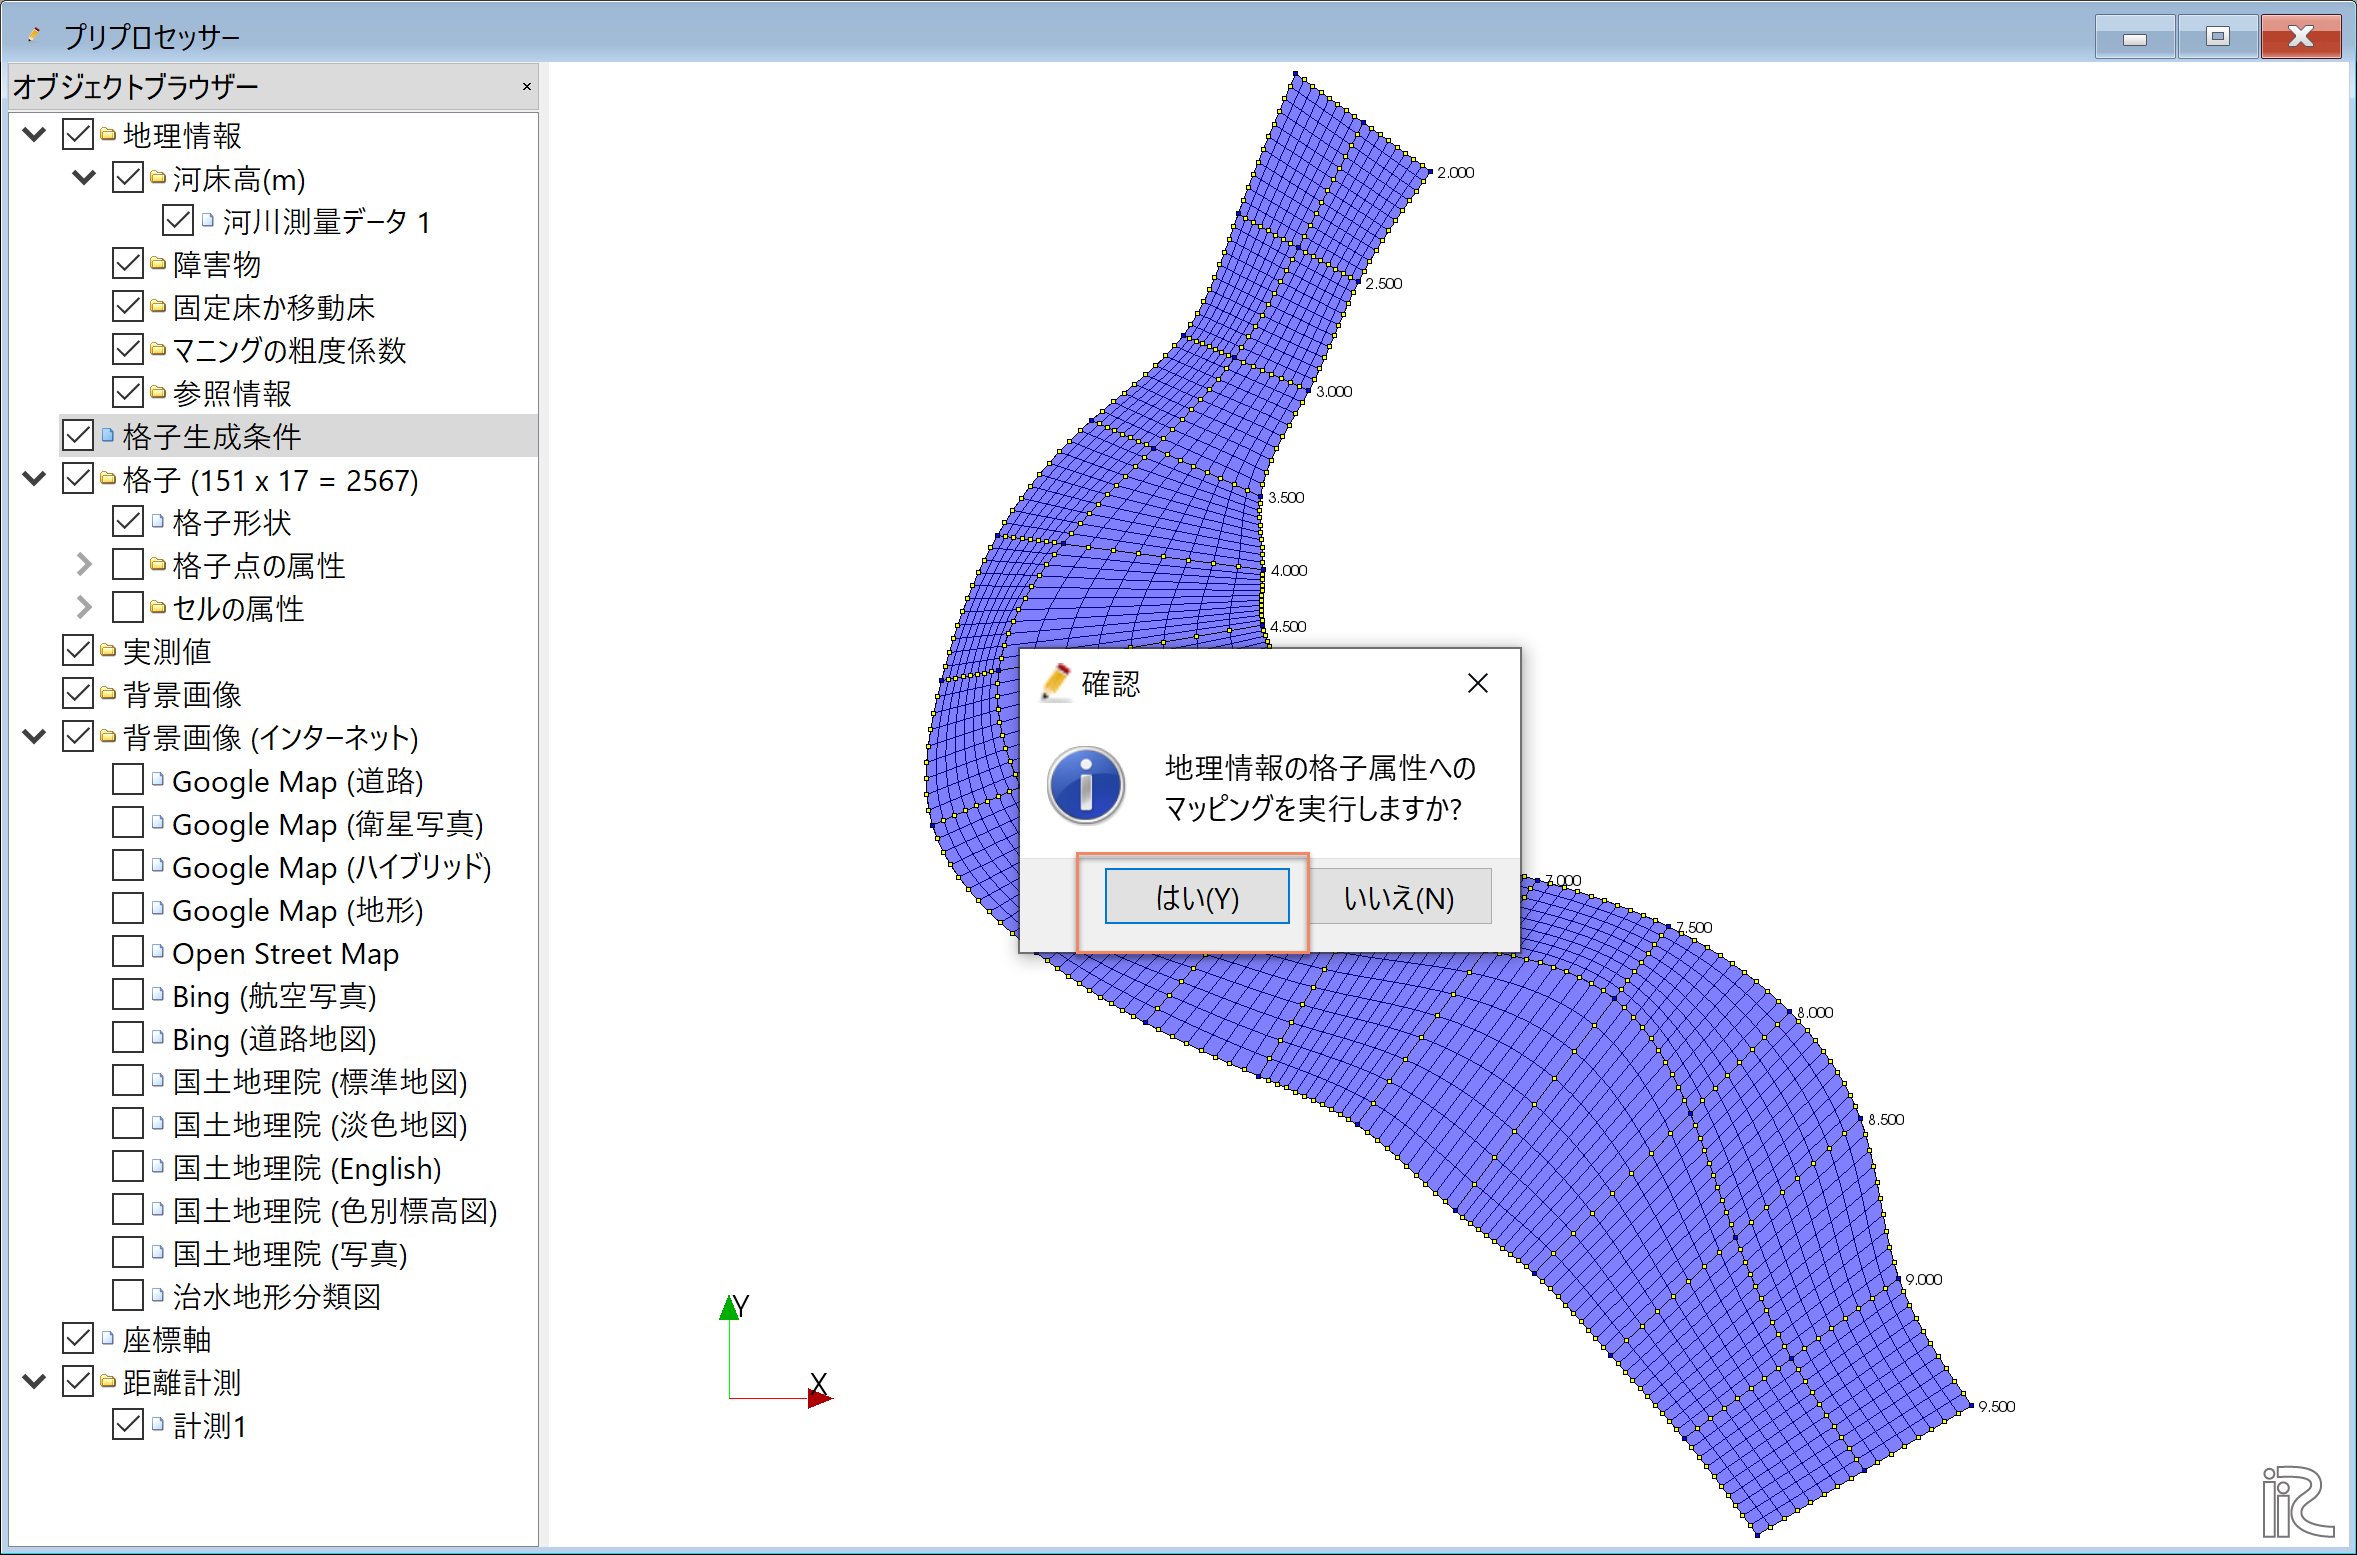 プリプロセッサー
オブジェクトブラウザー
地理情報
河床高(m)
河川測量データ 1
障害物
固定床か移動床
マニングの粗度係数
参照情報
格子生成条件
格子 (151 x 17 = 2567)
格子形状
格子点の属性
セルの属性
実測値
背景画像
背景画像 (インターネット)
Google Map (道路)
Google Map (衛星写真)
Google Map (ハイブリッド)
Google Map (地形)
Open Street Map
Bing (航空写真)
Bing (道路地図)
国土地理院 (標準地図)
国土地理院 (淡色地図)
国土地理院 (English)
国土地理院 (色別標高図)
国土地理院 (写真)
治水地形分類図
座標軸
距離計測
計測1
2.000
2.500
3.000
3.500
4.000
4.500
確認
地理情報の格子属性への
マッピングを実行しますか?
はい(Y)
いいえ(N)
7.000
7.500
8.000
8.500
9.000
9.500
Y
X
iRIC